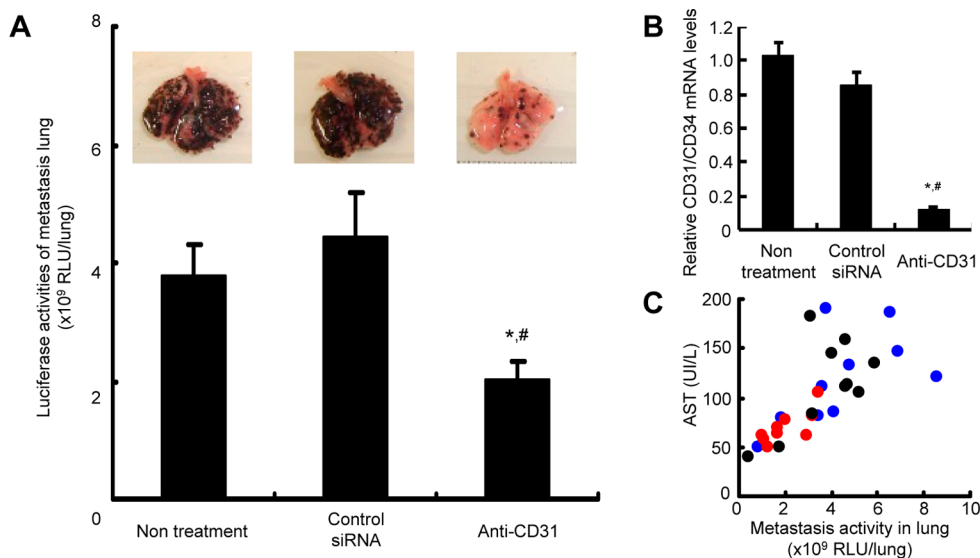 A
Luciferase activities of metastasis lung
(x10⁹ RLU/lung)
8
6
4
2
0
*,#
Non treatment
Control
siRNA
Anti-CD31
B
Relative CD31/CD34 mRNA levels
1.4
1.2
1.0
0.8
0.6
0.4
0.2
0
*,#
Non
treatment
Control
siRNA
Anti-CD31
C
AST (UI/L)
200
150
100
50
0
0
2
4
6
8
10
Metastasis activity in lung
(x10⁹ RLU/lung)